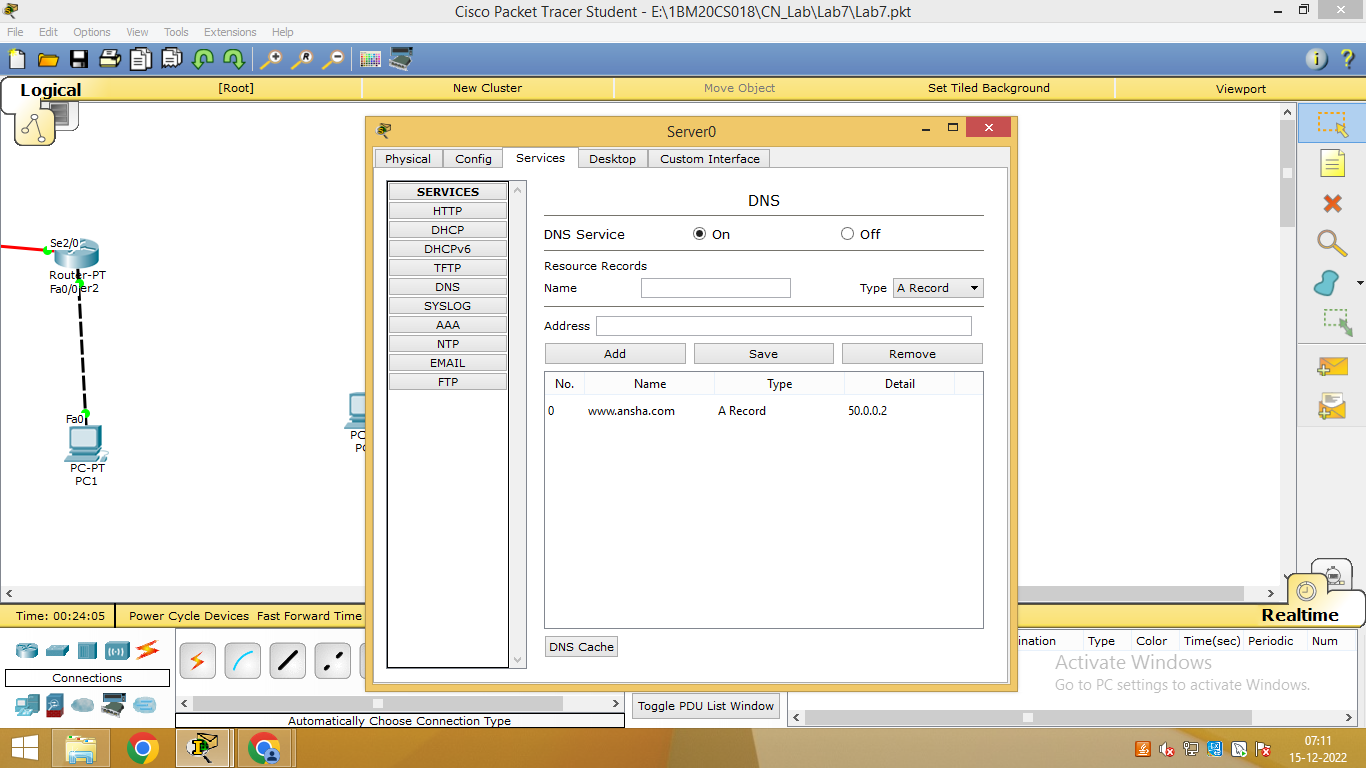 Cisco Packet Tracer Student - E:\1BM20CS018\CN_Lab\Lab7\Lab7.pkt
File Edit Options View Tools Extensions Help
Logical [Root] New Cluster Move Object Set Tiled Background Viewport
Server0
Physical Config Services Desktop Custom Interface
SERVICES
HTTP
DHCP
DHCPv6
TFTP
DNS
SYSLOG
AAA
NTP
EMAIL
FTP
DNS
DNS Service On Off
Resource Records
Name Type A Record
Address
Add Save Remove
No. Name Type Detail
0 www.ansha.com A Record 50.0.0.2
DNS Cache
Se2/0
Router-PT
Fa0/0 er2
Fa0
PC-PT
PC1
PC
PC
Time: 00:24:05 Power Cycle Devices Fast Forward Time
Realtime
ination Type Color Time(sec) Periodic Num
Connections
Automatically Choose Connection Type
Toggle PDU List Window
Activate Windows
Go to PC settings to activate Windows.
07:11
15-12-2022